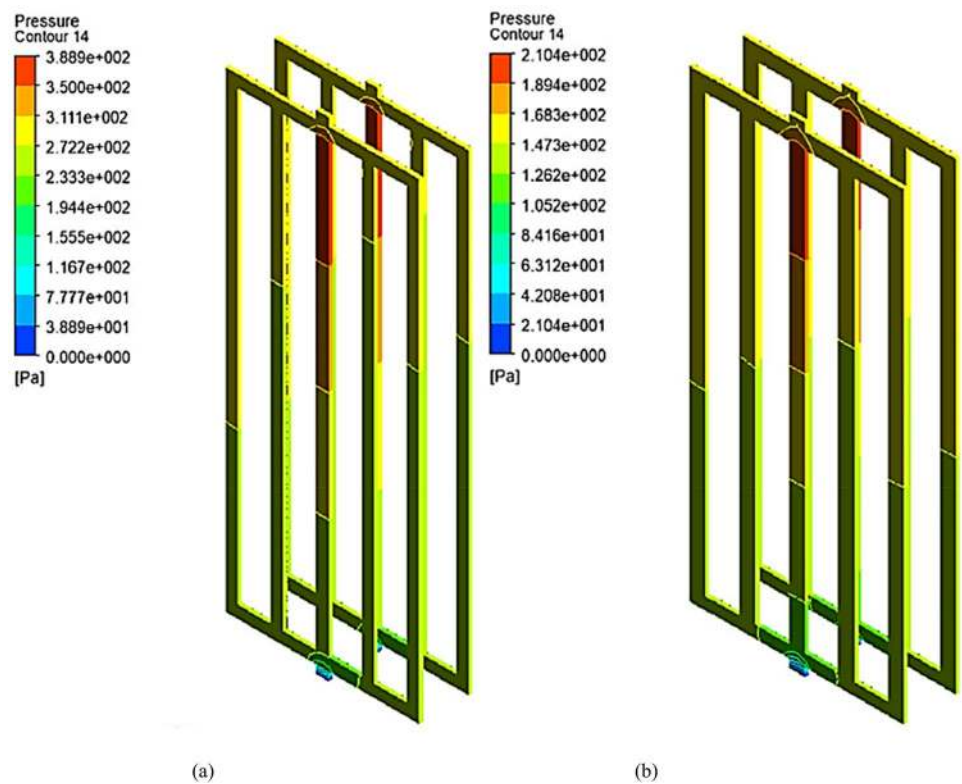 Pressure
Contour 14
3.889e+002
3.500e+002
3.111e+002
2.722e+002
2.333e+002
1.944e+002
1.555e+002
1.167e+002
7.777e+001
3.889e+001
0.000e+000
[Pa]
(a)
Pressure
Contour 14
2.104e+002
1.894e+002
1.683e+002
1.473e+002
1.262e+002
1.052e+002
8.416e+001
6.312e+001
4.208e+001
2.104e+001
0.000e+000
[Pa]
(b)